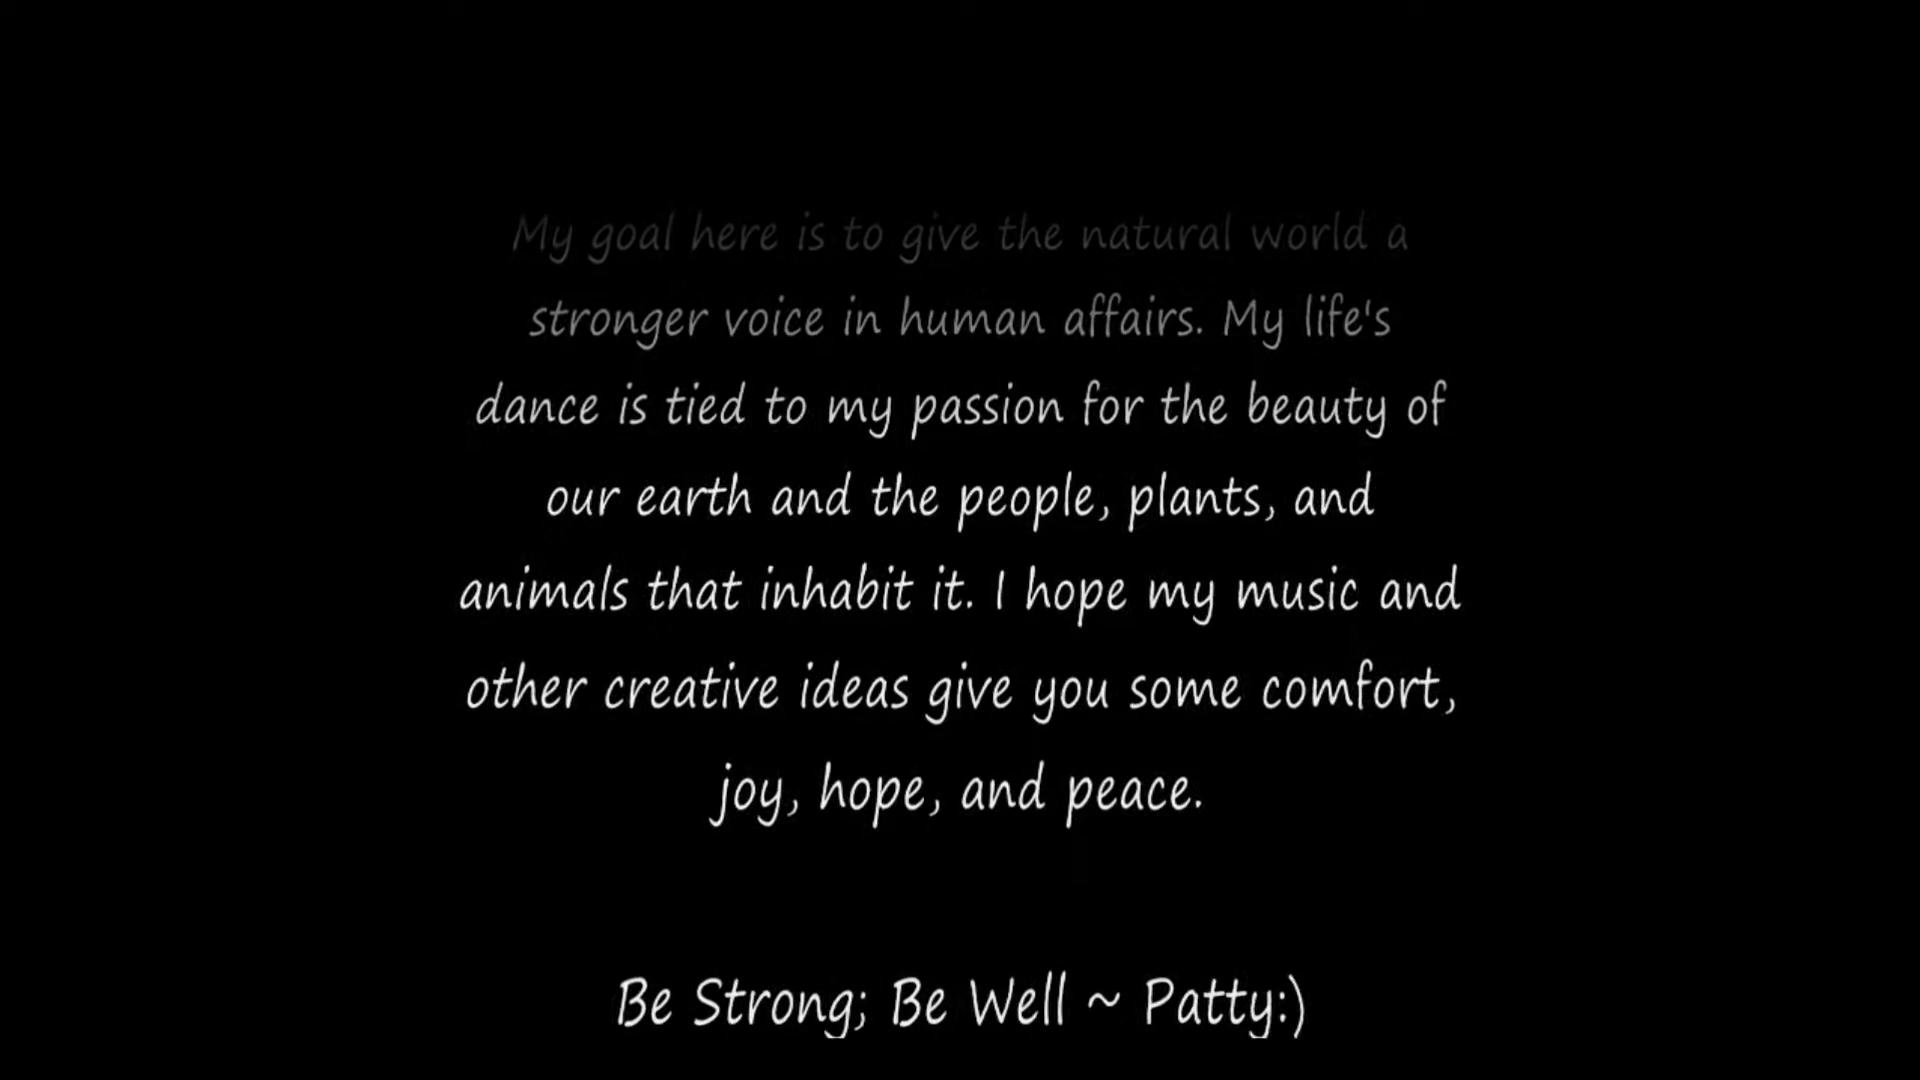 My goal here is to give the natural world a
stronger voice in human affairs. My life's
dance is tied to my passion for the beauty of
our earth and the people, plants, and
animals that inhabit it. I hope my music and
other creative ideas give you some comfort,
joy, hope, and peace.
Be Strong; Be Well ~ Patty:)